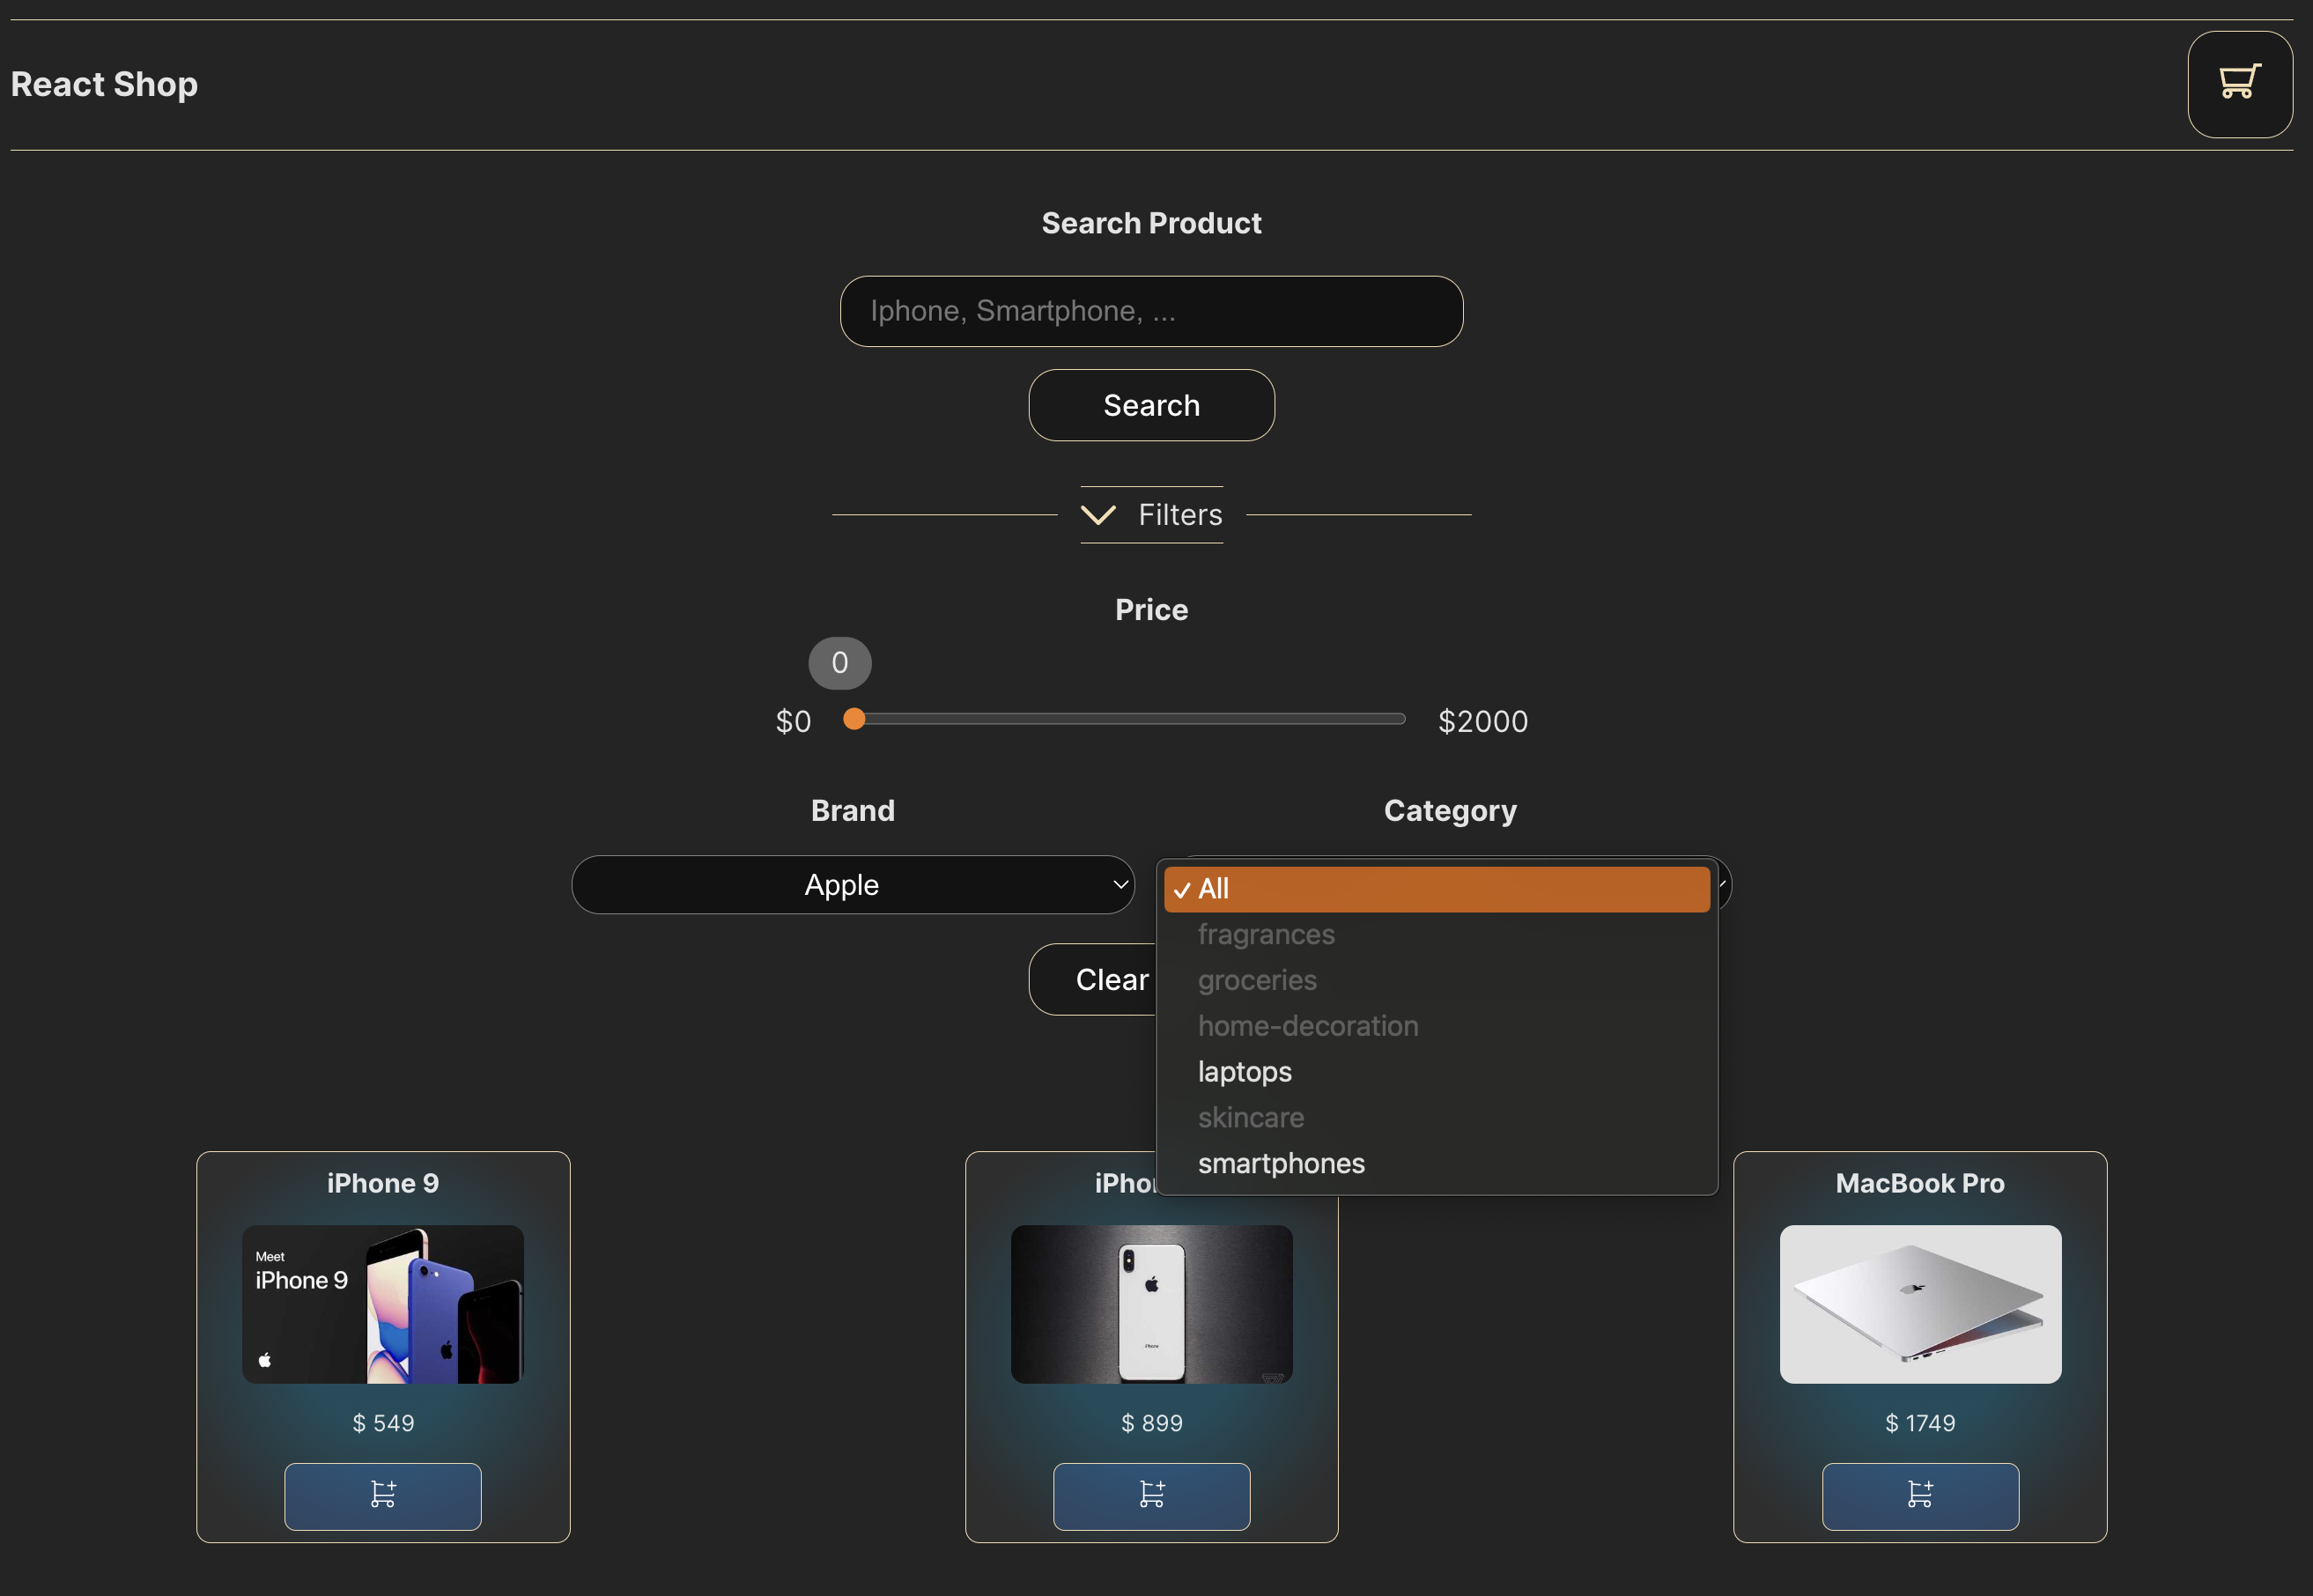 React Shop
Search Product
Iphone, Smartphone, ...
Search
Filters
Price
0
$0
$2000
Brand
Category
Apple
All
fragrances
groceries
home-decoration
laptops
skincare
smartphones
Clear
iPhone 9
iPho
MacBook Pro
Meet
iPhone 9
iPhone
$ 549
$ 899
$ 1749